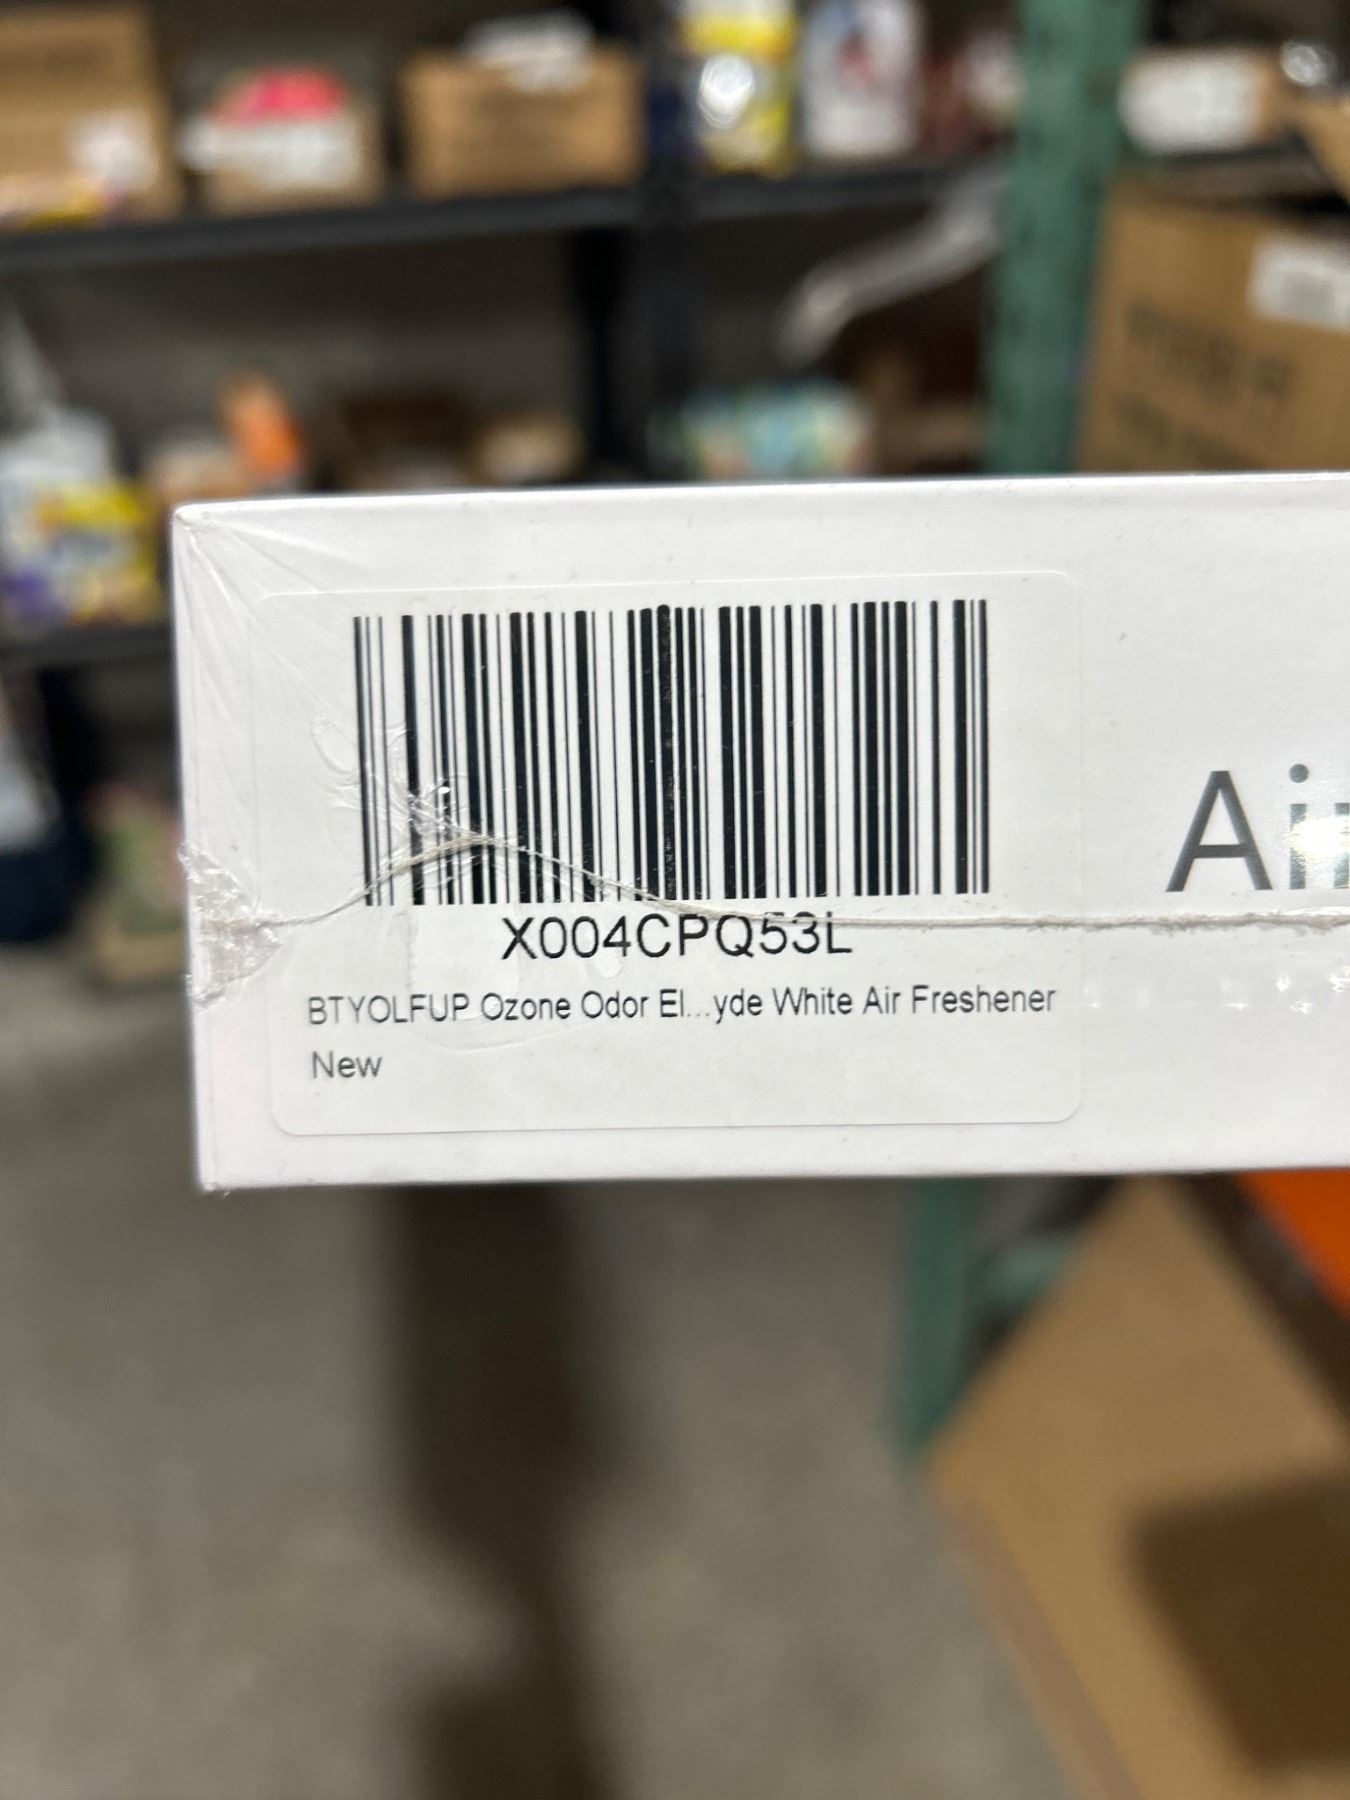 X004CPQ53L
BTYOLFUP Ozone Odor El...yde White Air Freshener
New